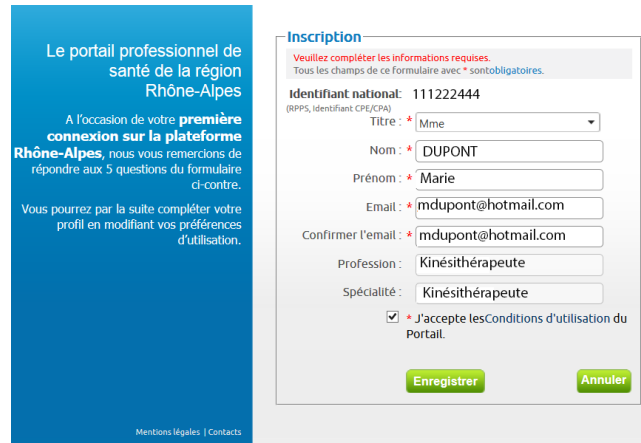 Le portail professionnel de
santé de la région
Rhône-Alpes
A l'occasion de votre première
connexion sur la plateforme
Rhône-Alpes, nous vous remercions de
répondre aux 5 questions du formulaire
ci-contre.
Vous pourrez par la suite compléter votre
profil en modifiant vos préférences
d'utilisation.
Mentions légales | Contacts
Inscription
Veuillez compléter les informations requises.
Tous les champs de ce formulaire avec * sontobligatoires.
Identifiant national: 111222444
(RPPS, Identifiant CPE/CPA)
Titre : * Mme
Nom : * DUPONT
Prénom : * Marie
Email : * mdupont@hotmail.com
Confirmer l'email : * mdupont@hotmail.com
Profession : Kinésithérapeute
Spécialité : Kinésithérapeute
* J'accepte lesConditions d'utilisation du
Portail.
Enregistrer Annuler